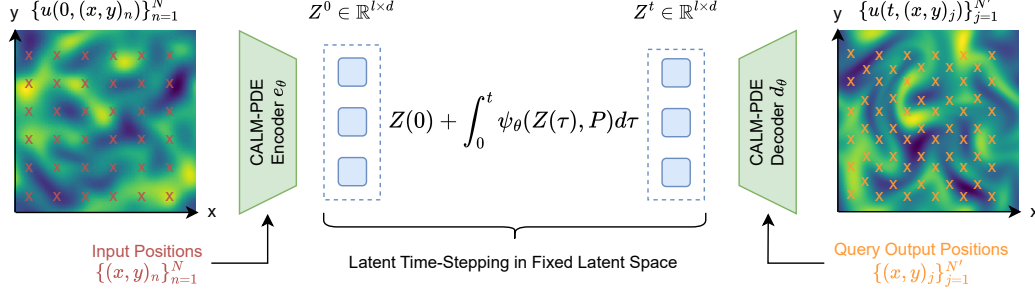 y {u(0, (x, y)_n)}_{n=1}^N
Z^0 ∈ ℝ^{l×d}
Z^t ∈ ℝ^{l×d}
y {u(t, (x, y)_j)}_{j=1}^{N'}
CALM-PDE
Encoder e_θ
Z(0) + ∫_0^t ψ_θ(Z(τ), P)dτ
CALM-PDE
Decoder d_θ
x
x
Input Positions
{(x, y)_n}_{n=1}^N
Latent Time-Stepping in Fixed Latent Space
Query Output Positions
{(x, y)_j}_{j=1}^{N'}